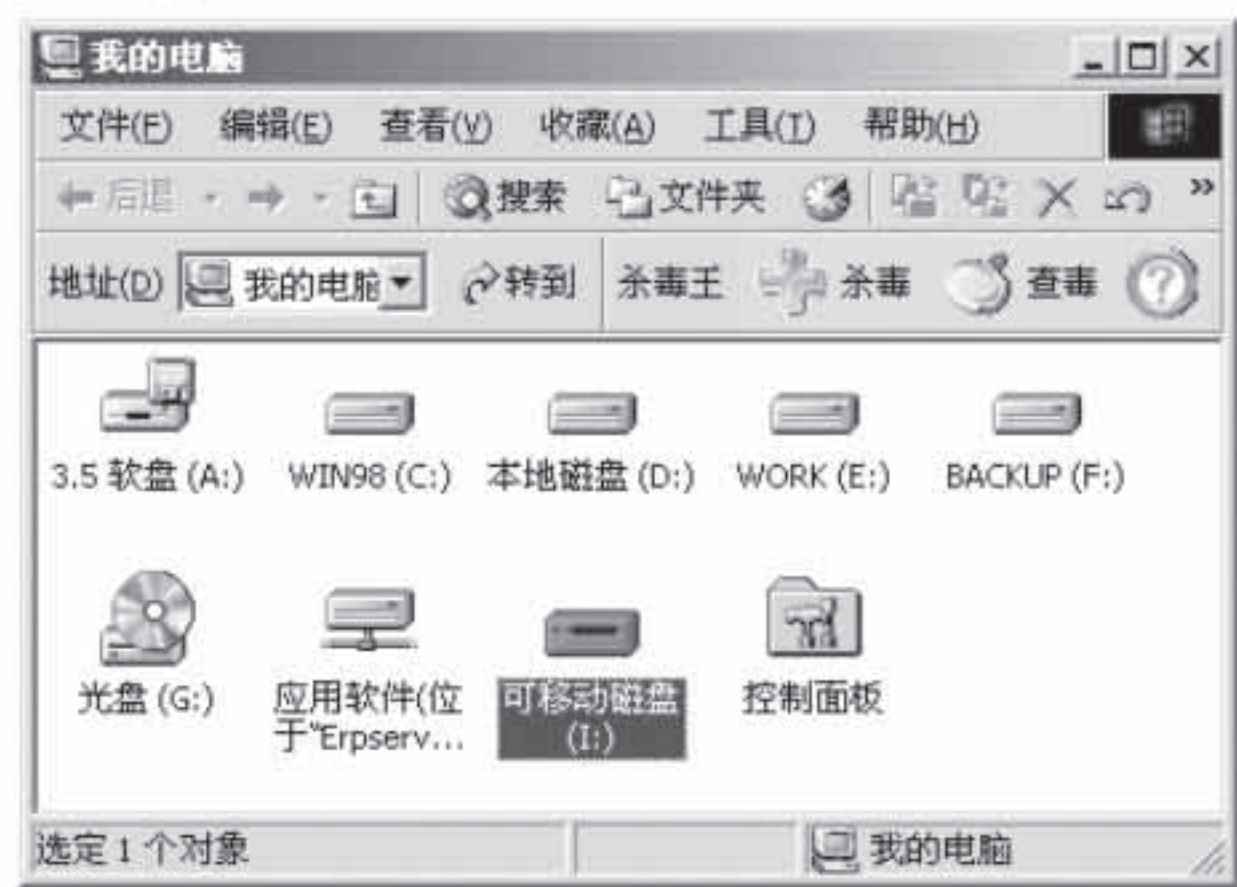 我的电脑
文件(F) 编辑(E) 查看(V) 收藏(A) 工具(T) 帮助(H)
后退 搜索 文件夹 »
地址(D) 我的电脑 转到 杀毒王 杀毒 查毒
3.5 软盘 (A:) WIN98 (C:) 本地磁盘 (D:) WORK (E:) BACKUP (F:)
光盘 (G:) 应用软件(位 可移动磁盘 控制面板
于"Erpserv... (I:)
选定 1 个对象 我的电脑